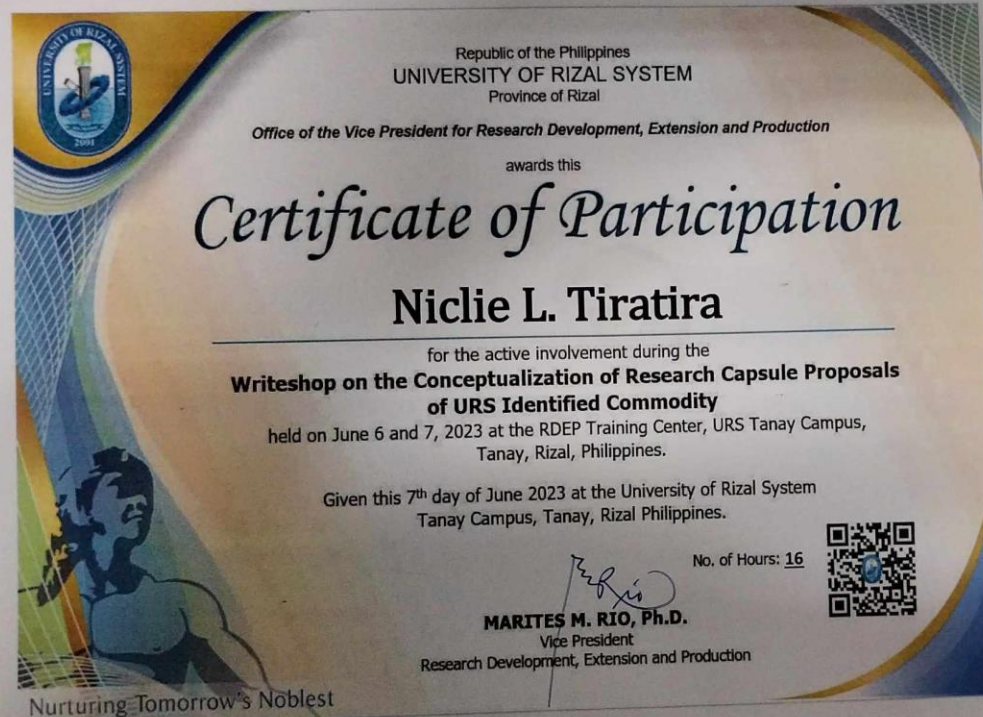 UNIVERSITY OF RIZAL SYSTEM
2001
Republic of the Philippines
UNIVERSITY OF RIZAL SYSTEM
Province of Rizal
Office of the Vice President for Research Development, Extension and Production
awards this
Certificate of Participation
Niclie L. Tiratira
for the active involvement during the
Writeshop on the Conceptualization of Research Capsule Proposals
of URS Identified Commodity
held on June 6 and 7, 2023 at the RDEP Training Center, URS Tanay Campus,
Tanay, Rizal, Philippines.
Given this 7th day of June 2023 at the University of Rizal System
Tanay Campus, Tanay, Rizal Philippines.
No. of Hours: 16
MARITES M. RIO, Ph.D.
Vice President
Research Development, Extension and Production
Nurturing Tomorrow's Noblest